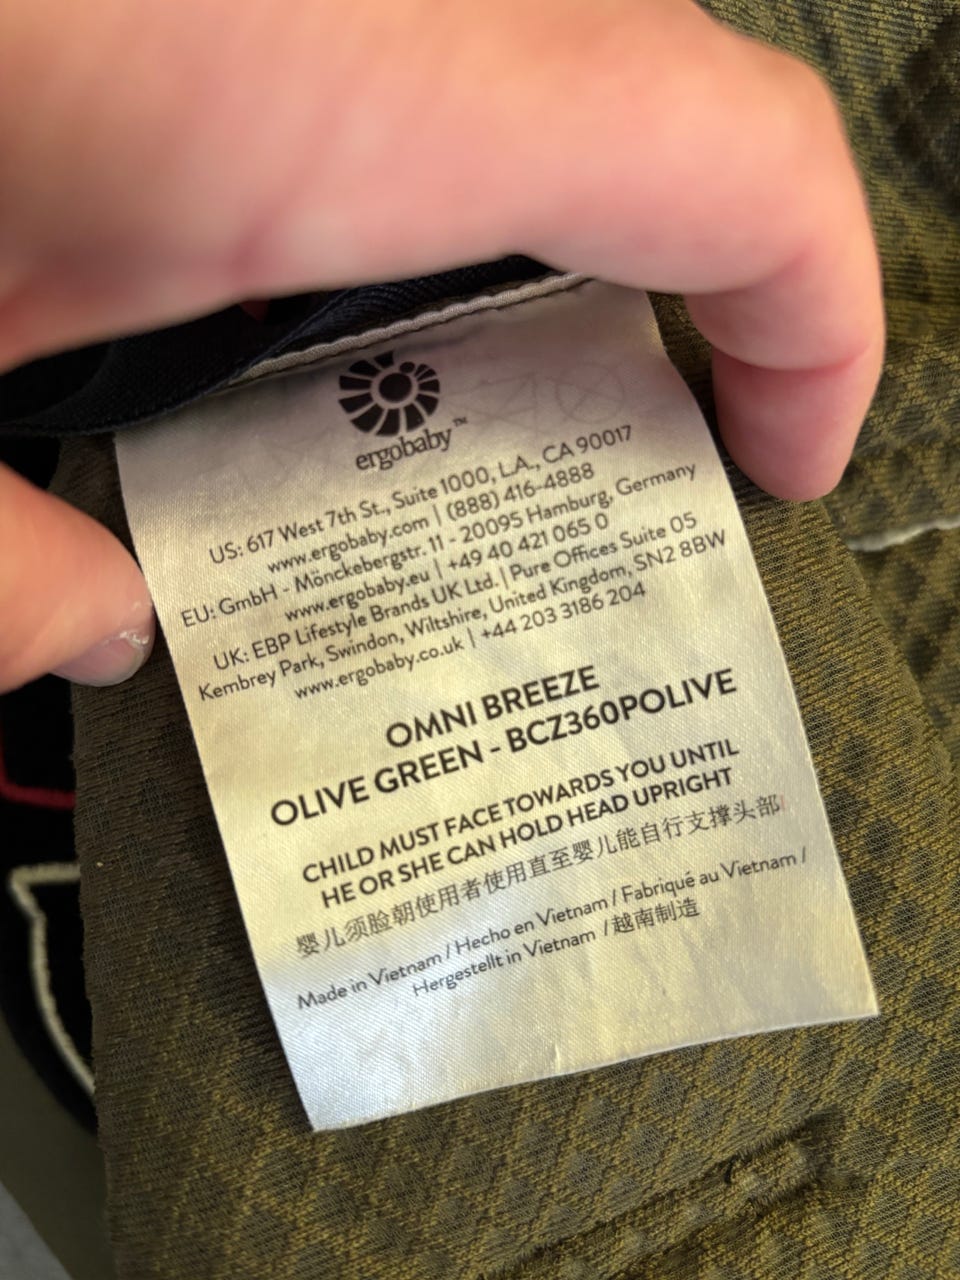 ergobaby™
US: 617 West 7th St., Suite 1000, L.A., CA 90017
www.ergobaby.com | (888) 416-4888
EU: GmbH - Mönckebergstr. 11 - 20095 Hamburg, Germany
www.ergobaby.eu | +49 40 421 065 0
UK: EBP Lifestyle Brands UK Ltd. | Pure Offices Suite 05
Kembrey Park, Swindon, Wiltshire, United Kingdom, SN2 8BW
www.ergobaby.co.uk | +44 203 3186 204
OMNI BREEZE
OLIVE GREEN - BCZ360POLIVE
CHILD MUST FACE TOWARDS YOU UNTIL
HE OR SHE CAN HOLD HEAD UPRIGHT
婴儿须脸朝使用者使用直至婴儿能自行支撑头部
Made in Vietnam / Hecho en Vietnam / Fabriqué au Vietnam /
Hergestellt in Vietnam / 越南制造